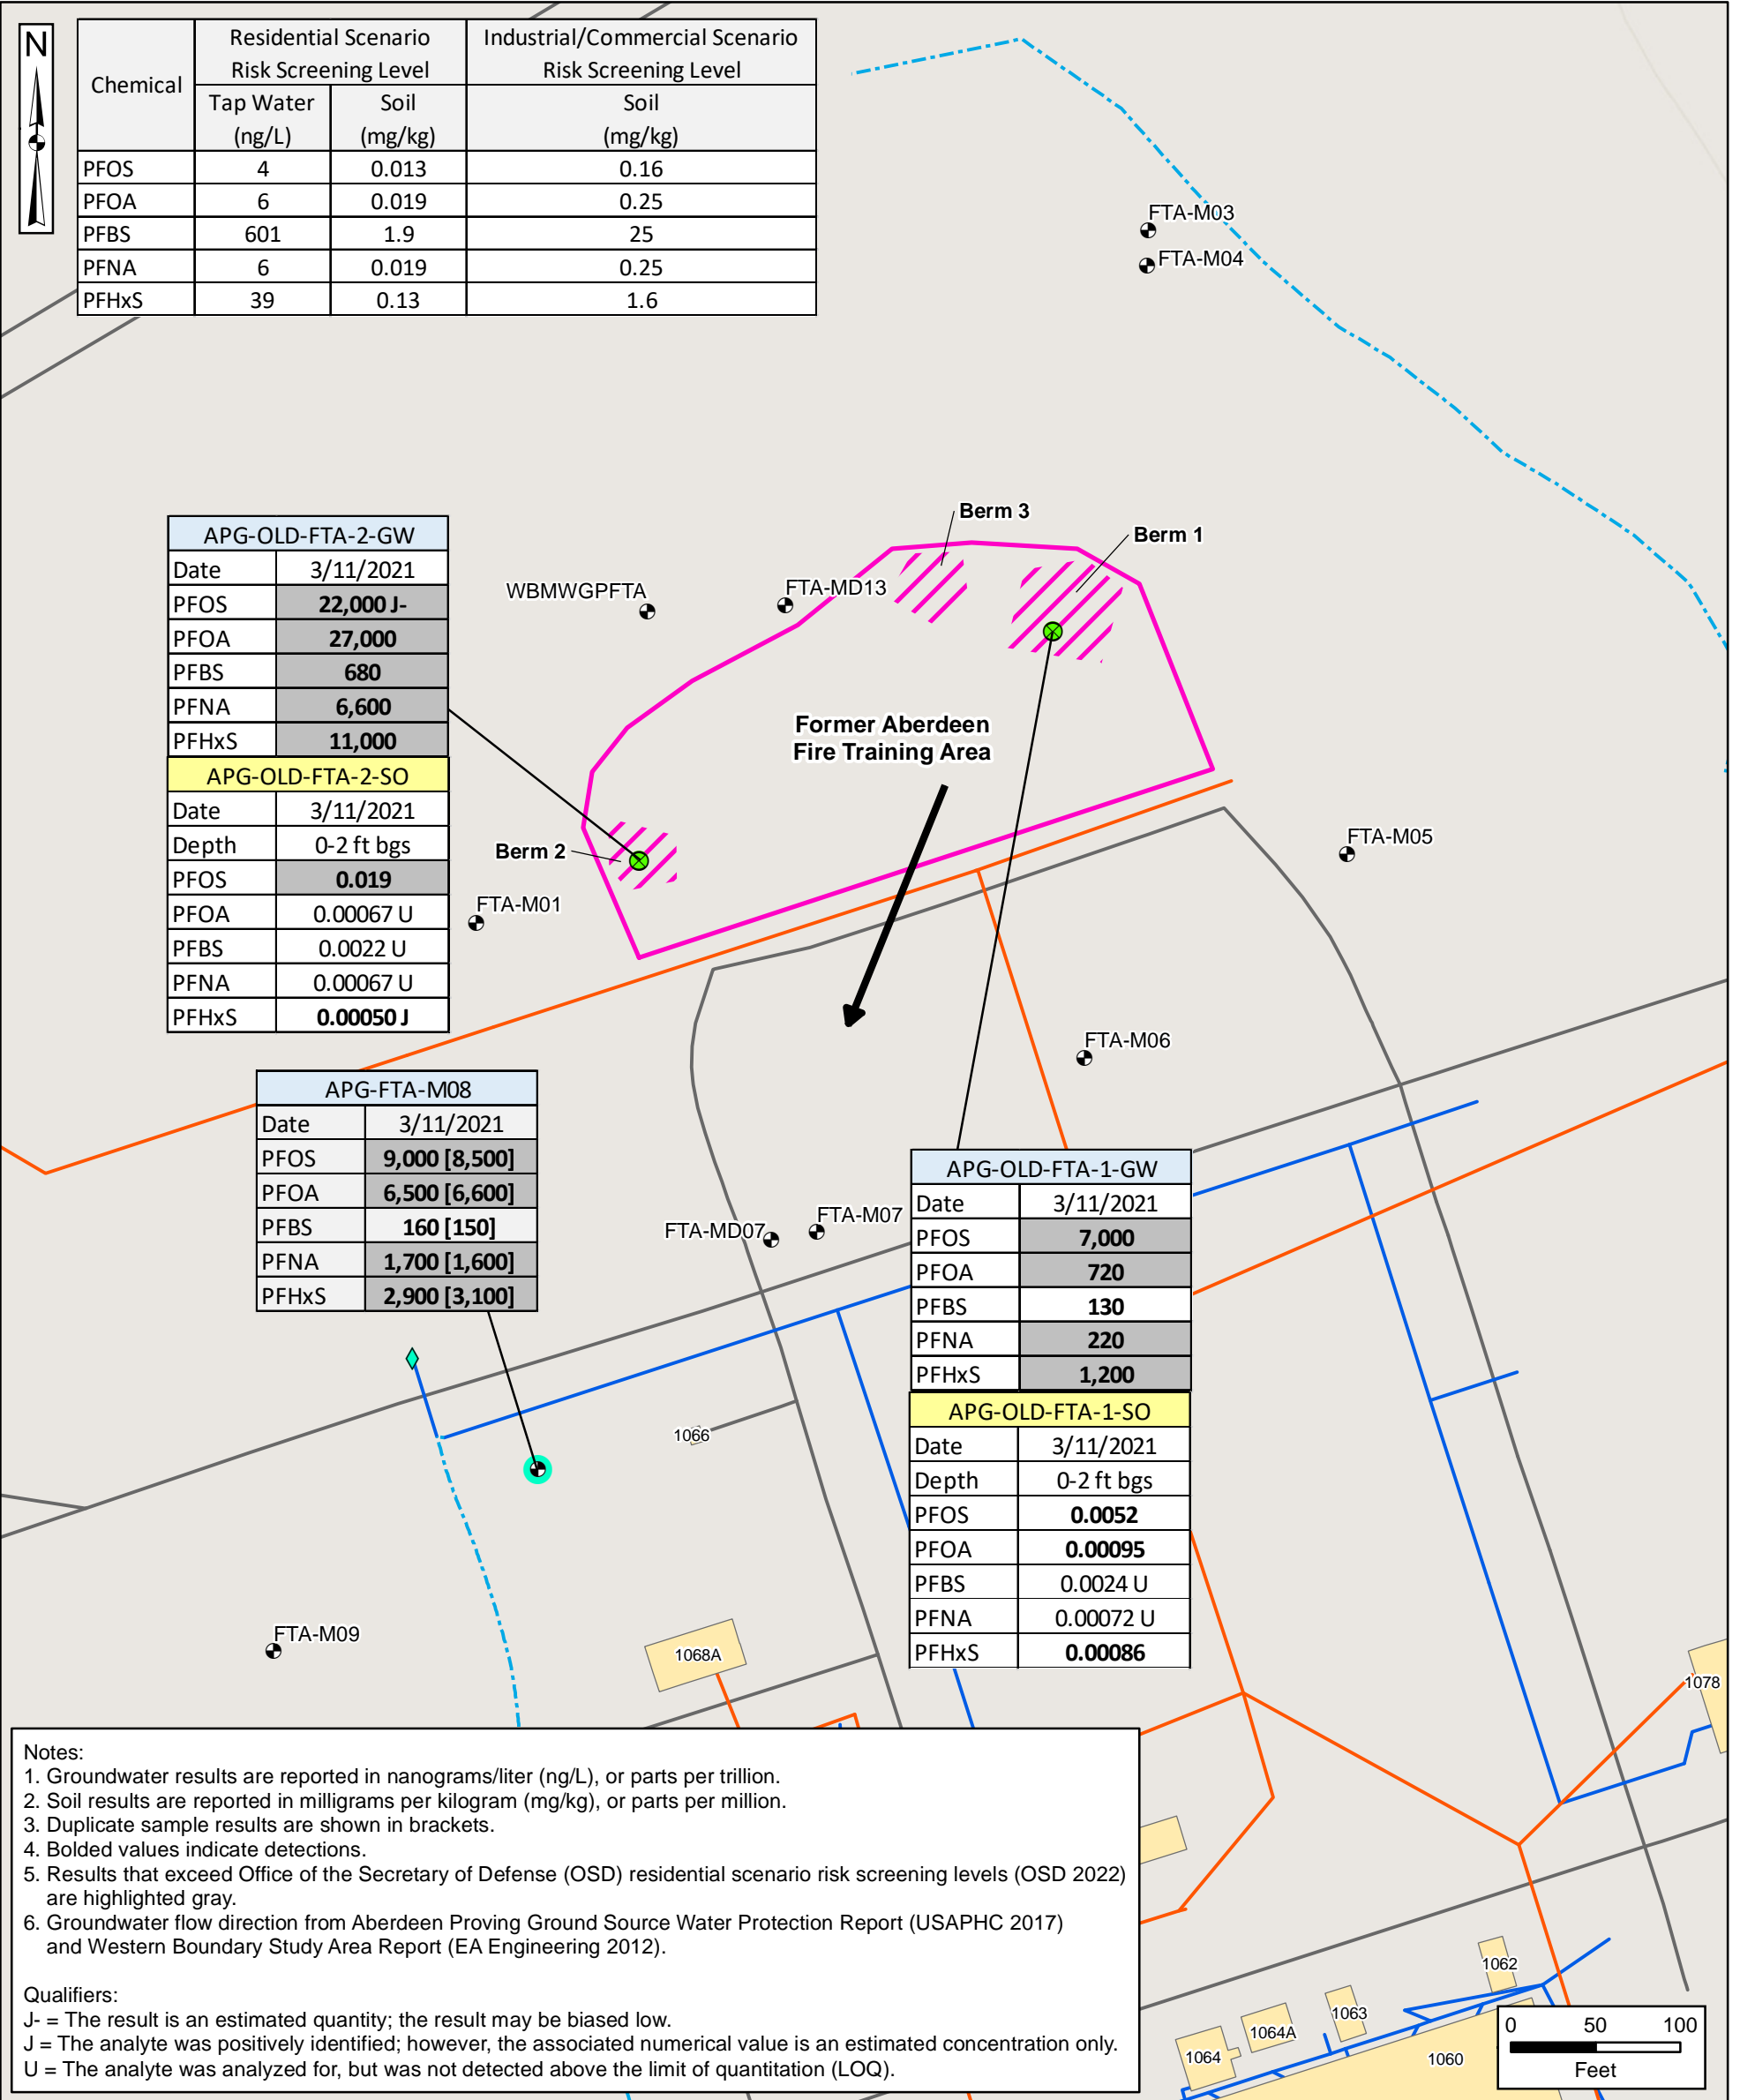 N
Chemical
Residential Scenario
Risk Screening Level
Industrial/Commercial Scenario
Risk Screening Level
Tap Water
(ng/L)
Soil
(mg/kg)
Soil
(mg/kg)
PFOS 4 0.013 0.16
PFOA 6 0.019 0.25
PFBS 601 1.9 25
PFNA 6 0.019 0.25
PFHxS 39 0.13 1.6
FTA-M03
FTA-M04
Berm 3
Berm 1
APG-OLD-FTA-2-GW
Date 3/11/2021
PFOS 22,000 J-
PFOA 27,000
PFBS 680
PFNA 6,600
PFHxS 11,000
APG-OLD-FTA-2-SO
Date 3/11/2021
Depth 0-2 ft bgs
PFOS 0.019
PFOA 0.00067 U
PFBS 0.0022 U
PFNA 0.00067 U
PFHxS 0.00050 J
WBMWGPFTA
FTA-MD13
Former Aberdeen
Fire Training Area
Berm 2
FTA-M01
FTA-M05
FTA-M06
APG-FTA-M08
Date 3/11/2021
PFOS 9,000 [8,500]
PFOA 6,500 [6,600]
PFBS 160 [150]
PFNA 1,700 [1,600]
PFHxS 2,900 [3,100]
FTA-MD07
FTA-M07
APG-OLD-FTA-1-GW
Date 3/11/2021
PFOS 7,000
PFOA 720
PFBS 130
PFNA 220
PFHxS 1,200
APG-OLD-FTA-1-SO
Date 3/11/2021
Depth 0-2 ft bgs
PFOS 0.0052
PFOA 0.00095
PFBS 0.0024 U
PFNA 0.00072 U
PFHxS 0.00086
1066
FTA-M09
1068A
1078
Notes:
1. Groundwater results are reported in nanograms/liter (ng/L), or parts per trillion.
2. Soil results are reported in milligrams per kilogram (mg/kg), or parts per million.
3. Duplicate sample results are shown in brackets.
4. Bolded values indicate detections.
5. Results that exceed Office of the Secretary of Defense (OSD) residential scenario risk screening levels (OSD 2022)
are highlighted gray.
6. Groundwater flow direction from Aberdeen Proving Ground Source Water Protection Report (USAPHC 2017)
and Western Boundary Study Area Report (EA Engineering 2012).
Qualifiers:
J- = The result is an estimated quantity; the result may be biased low.
J = The analyte was positively identified; however, the associated numerical value is an estimated concentration only.
U = The analyte was analyzed for, but was not detected above the limit of quantitation (LOQ).
1062
1063
1064A
1064
1060
0 50 100
Feet